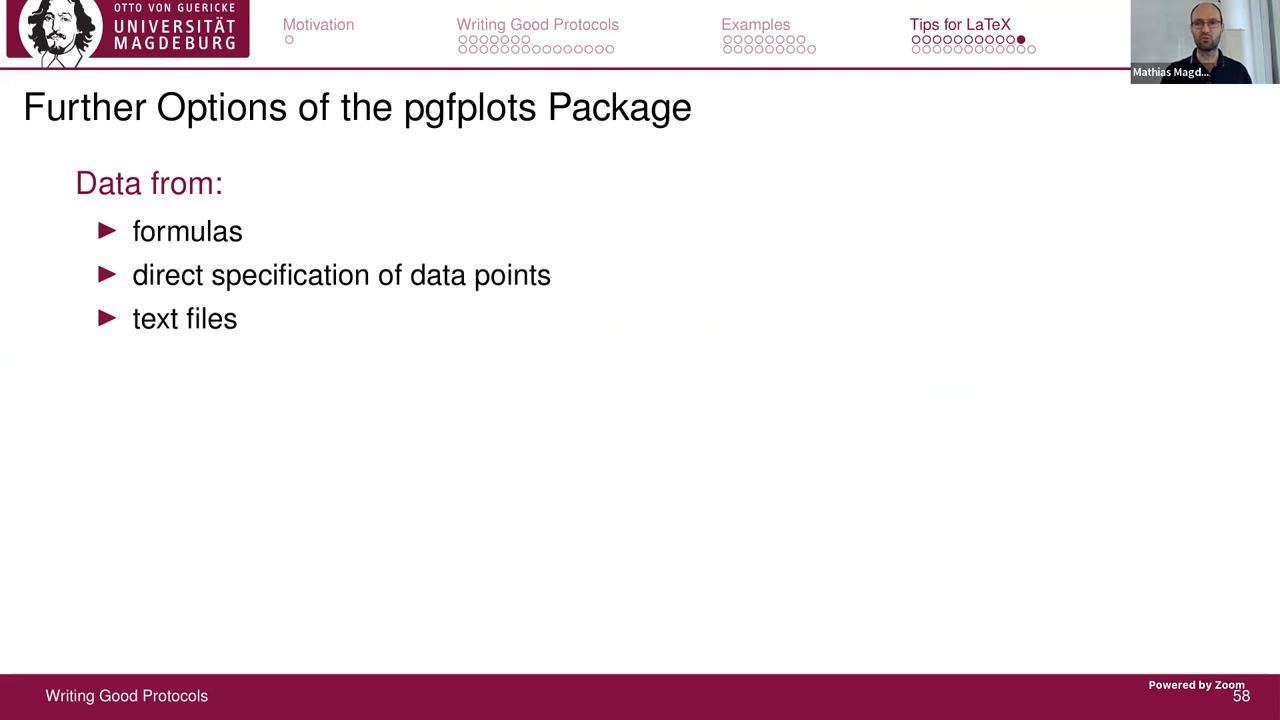 OTTO VON GUERICKE
UNIVERSITÄT
MAGDEBURG
Motivation
Writing Good Protocols
Examples
Tips for LaTeX
Mathias Magd...
Further Options of the pgfplots Package
Data from:
formulas
direct specification of data points
text files
Writing Good Protocols
Powered by Zoom
58